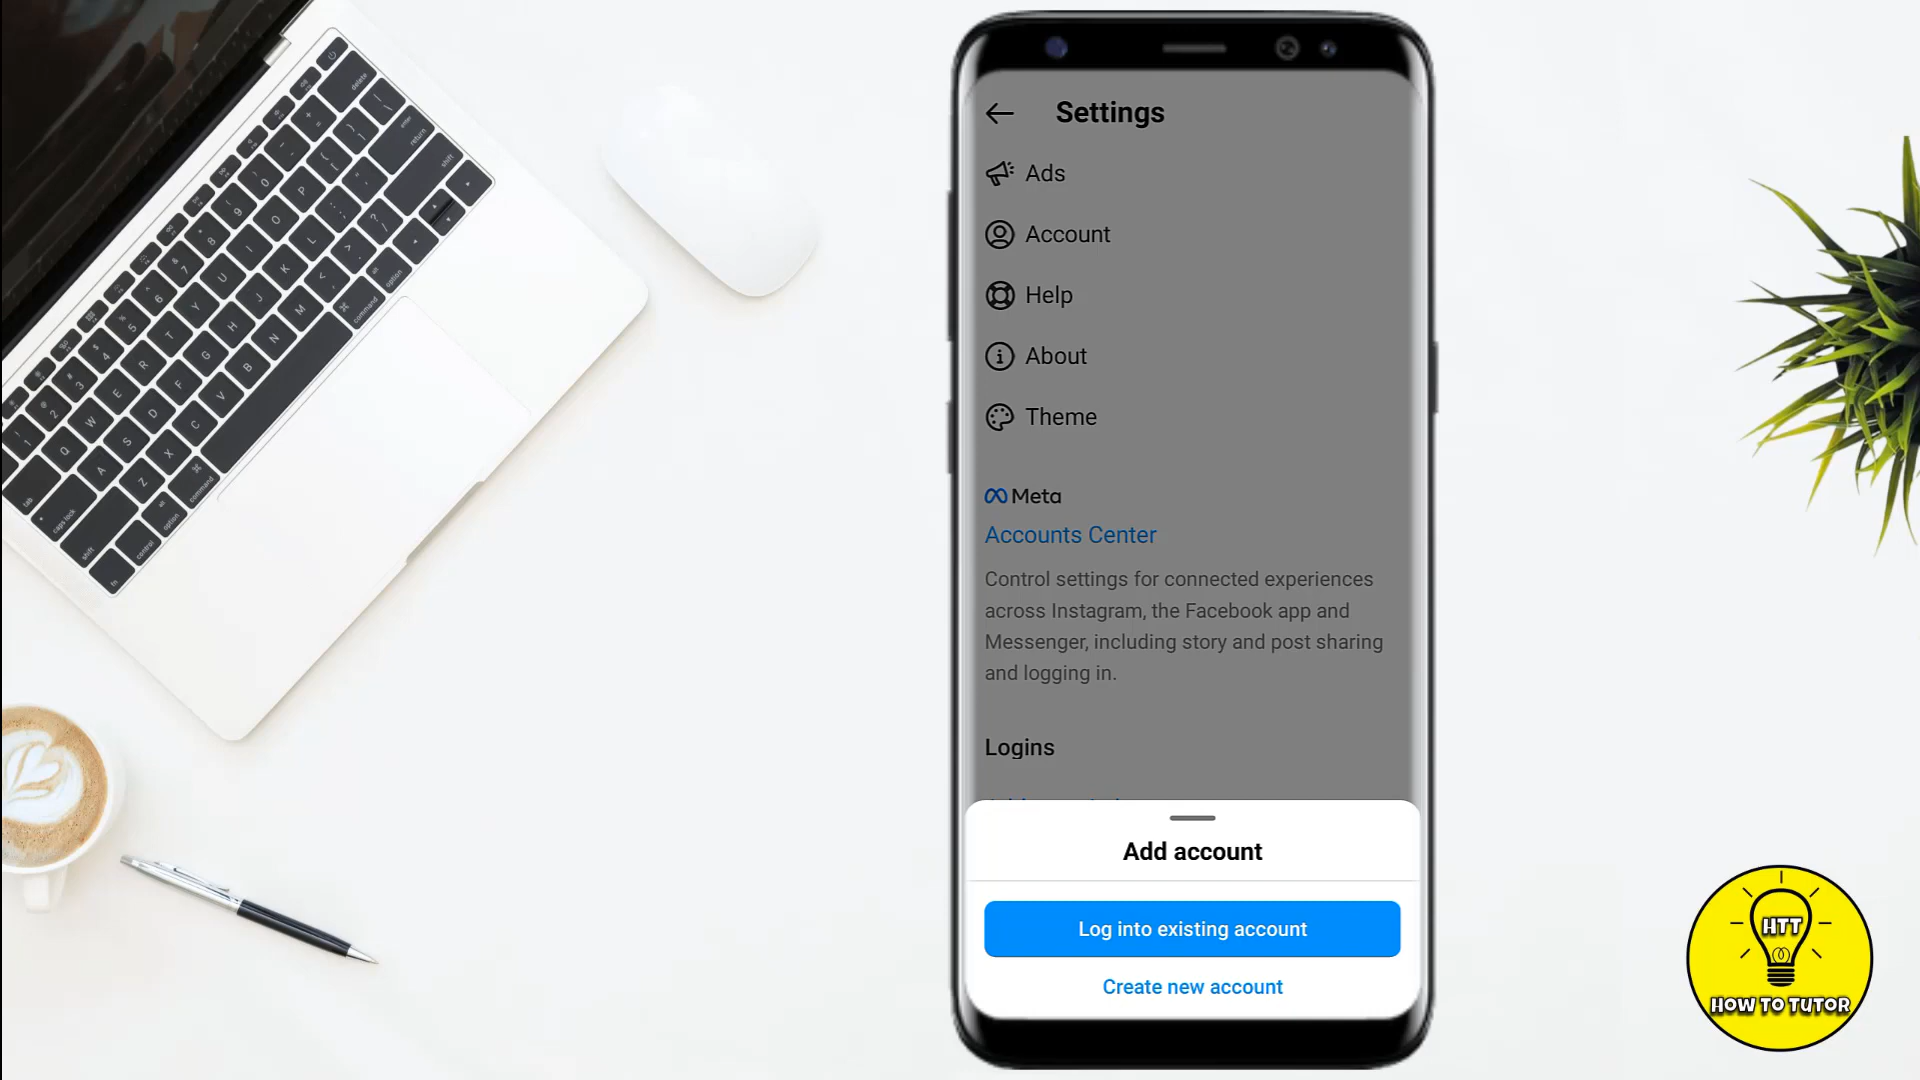 Settings
Ads
Account
Help
About
Theme
Meta
Accounts Center
Control settings for connected experiences
across Instagram, the Facebook app and
Messenger, including story and post sharing
and logging in.
Logins
Add account
Log into existing account
Create new account
HTT
HOW TO TUTOR